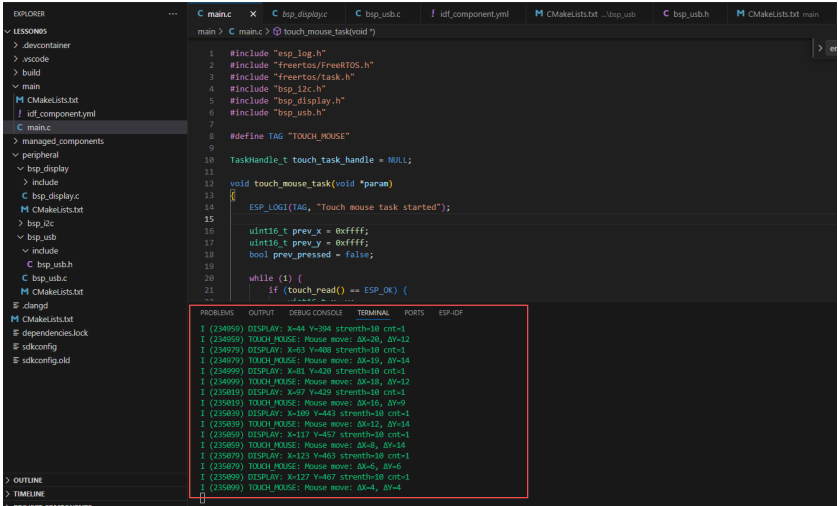 EXPLORER
LESSON05
.devcontainer
.vscode
build
main
CMakeLists.txt
idf_component.yml
main.c
managed_components
peripheral
bsp_display
include
bsp_display.c
CMakeLists.txt
bsp_i2c
bsp_usb
include
bsp_usb.h
bsp_usb.c
CMakeLists.txt
.clangd
CMakeLists.txt
dependencies.lock
sdkconfig
sdkconfig.old
OUTLINE
TIMELINE
main.c bsp_display.c bsp_usb.c idf_component.yml CMakeLists.txt ...\bsp_usb bsp_usb.h CMakeLists.txt main
main > C main.c > touch_mouse_task(void *)
1 #include "esp_log.h"
2 #include "freertos/FreeRTOS.h"
3 #include "freertos/task.h"
4 #include "bsp_i2c.h"
5 #include "bsp_display.h"
6 #include "bsp_usb.h"
7
8 #define TAG "TOUCH_MOUSE"
9
10 TaskHandle_t touch_task_handle = NULL;
11
12 void touch_mouse_task(void *param)
13 {
14 ESP_LOGI(TAG, "Touch mouse task started");
15
16 uint16_t prev_x = 0xffff;
17 uint16_t prev_y = 0xffff;
18 bool prev_pressed = false;
19
20 while (1) {
21 if (touch_read() == ESP_OK) {
PROBLEMS OUTPUT DEBUG CONSOLE TERMINAL PORTS ESP-IDF
I (234959) DISPLAY: X=44 Y=394 strenth=10 cnt=1
I (234959) TOUCH_MOUSE: Mouse move: ΔX=20, ΔY=12
I (234979) DISPLAY: X=63 Y=408 strenth=10 cnt=1
I (234979) TOUCH_MOUSE: Mouse move: ΔX=19, ΔY=14
I (234999) DISPLAY: X=81 Y=420 strenth=10 cnt=1
I (234999) TOUCH_MOUSE: Mouse move: ΔX=18, ΔY=12
I (235019) DISPLAY: X=97 Y=429 strenth=10 cnt=1
I (235019) TOUCH_MOUSE: Mouse move: ΔX=16, ΔY=9
I (235039) DISPLAY: X=109 Y=443 strenth=10 cnt=1
I (235039) TOUCH_MOUSE: Mouse move: ΔX=12, ΔY=14
I (235059) DISPLAY: X=117 Y=457 strenth=10 cnt=1
I (235059) TOUCH_MOUSE: Mouse move: ΔX=8, ΔY=14
I (235079) DISPLAY: X=123 Y=463 strenth=10 cnt=1
I (235079) TOUCH_MOUSE: Mouse move: ΔX=6, ΔY=6
I (235099) DISPLAY: X=127 Y=467 strenth=10 cnt=1
I (235099) TOUCH_MOUSE: Mouse move: ΔX=4, ΔY=4